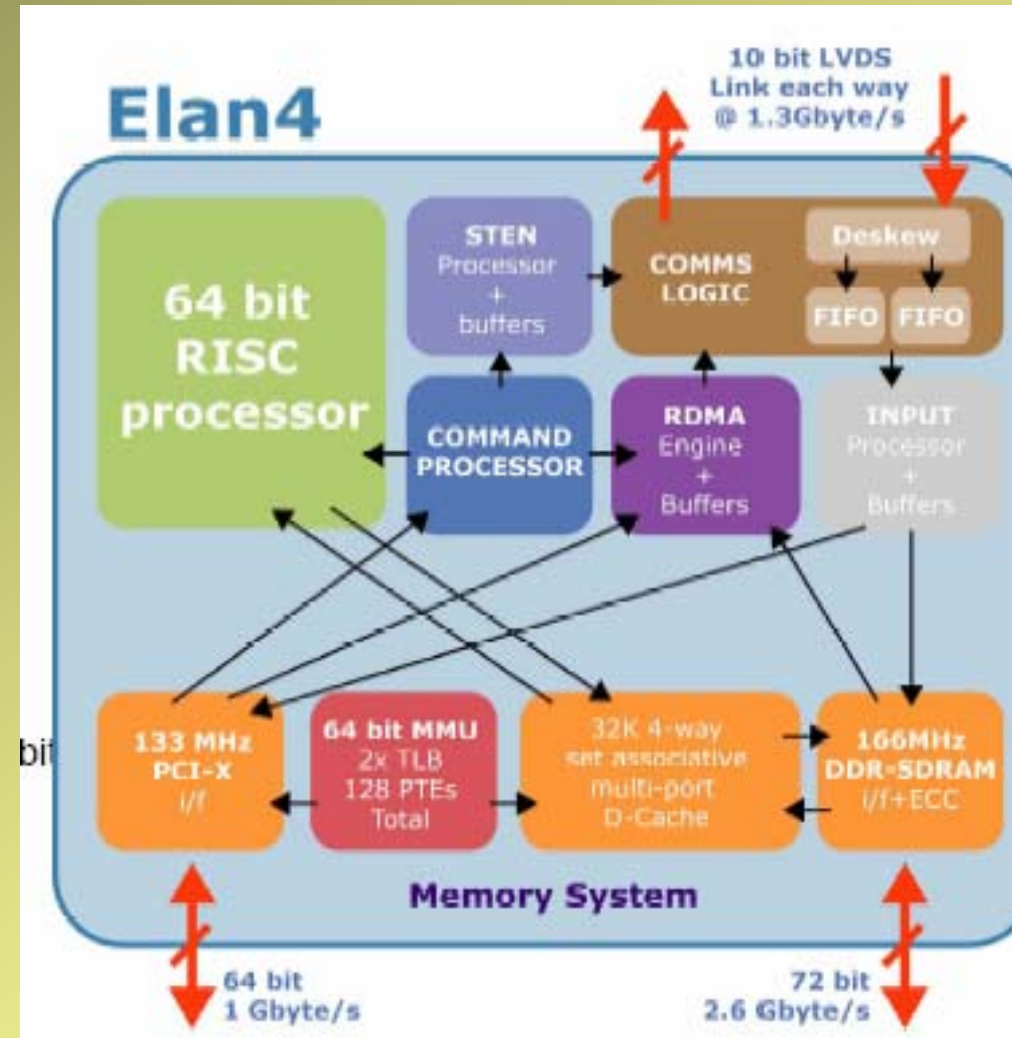 10 bit LVDS
Link each way
@ 1.3Gbyte/s
Elan4
64 bit
RISC
processor
STEN
Processor
+
buffers
COMMS
LOGIC
Deskew
FIFO FIFO
COMMAND
PROCESSOR
RDMA
Engine
+
Buffers
INPUT
Processor
+
Buffers
bit
133 MHz
PCI-X
i/f
64 bit MMU
2x TLB
128 PTEs
Total
32K 4-way
set associative
multi-port
D-Cache
166MHz
DDR-SDRAM
i/f+ECC
Memory System
64 bit
1 Gbyte/s
72 bit
2.6 Gbyte/s